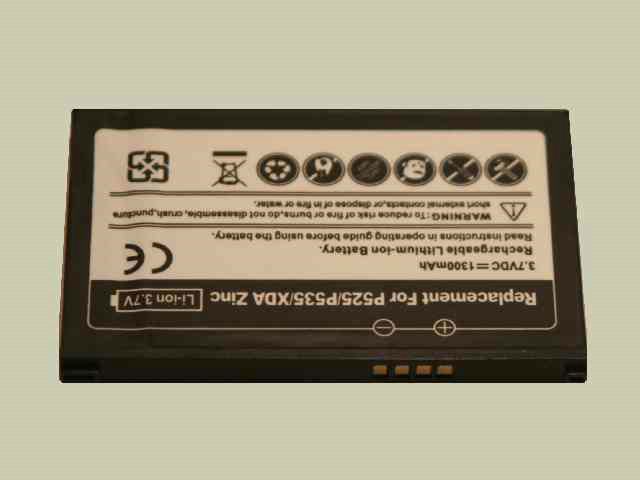 Replacement For P525/P535/XDA Zinc Li-ion 3.7V
3.7VDC⎓1300mAh
Rechargeable Lithium-ion Battery.
Read instructions in operating guide before using the battery.
WARNING:To reduce risk of fire or burns,do not disassemble,crush,puncture
short external,contacts,or dispose of in fire or water.
CE